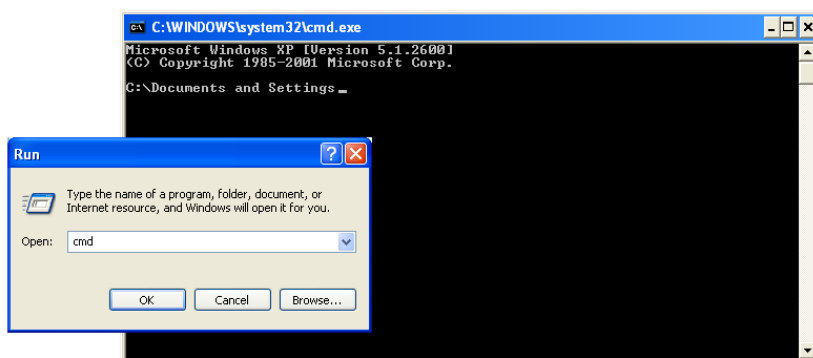 C:\WINDOWS\system32\cmd.exe
Microsoft Windows XP [Version 5.1.2600]
(C) Copyright 1985-2001 Microsoft Corp.
C:\Documents and Settings_
Run
Type the name of a program, folder, document, or
Internet resource, and Windows will open it for you.
Open: cmd
OK Cancel Browse...